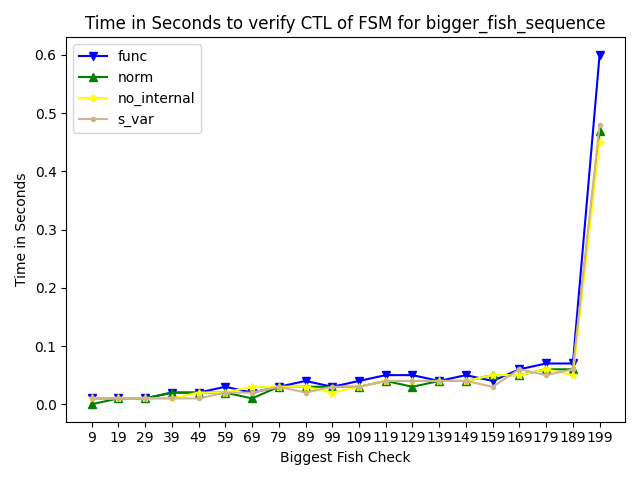 Time in Seconds to verify CTL of FSM for bigger_fish_sequence
func
norm
no_internal
s_var
0.6
0.5
0.4
0.3
0.2
0.1
0.0
Time in Seconds
9 19 29 39 49 59 69 79 89 99 109 119 129 139 149 159 169 179 189 199
Biggest Fish Check